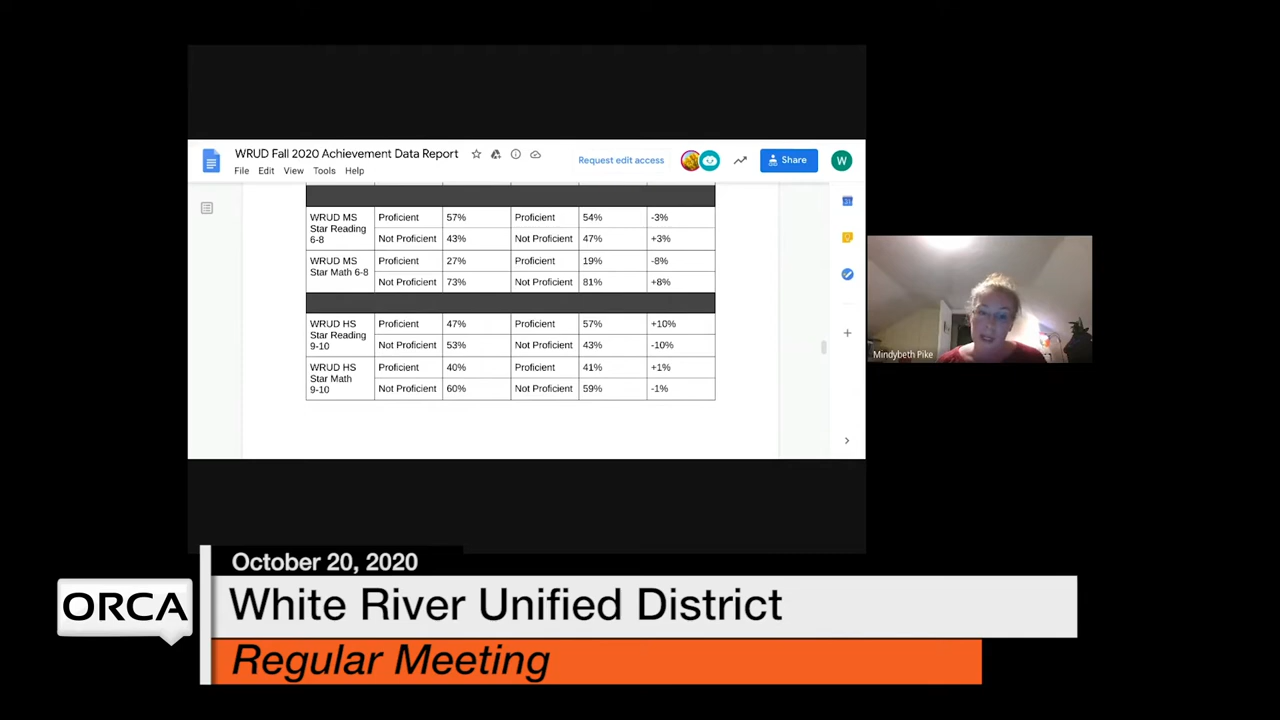 WRUD Fall 2020 Achievement Data Report
Request edit access
Share
W
File Edit View Tools Help
31
WRUD MS Star Reading 6-8 Proficient 57% Proficient 54% -3%
Not Proficient 43% Not Proficient 47% +3%
WRUD MS Star Math 6-8 Proficient 27% Proficient 19% -8%
Not Proficient 73% Not Proficient 81% +8%
WRUD HS Star Reading 9-10 Proficient 47% Proficient 57% +10%
Not Proficient 53% Not Proficient 43% -10%
WRUD HS Star Math 9-10 Proficient 40% Proficient 41% +1%
Not Proficient 60% Not Proficient 59% -1%
Mindybeth Pike
October 20, 2020
ORCA
White River Unified District
Regular Meeting